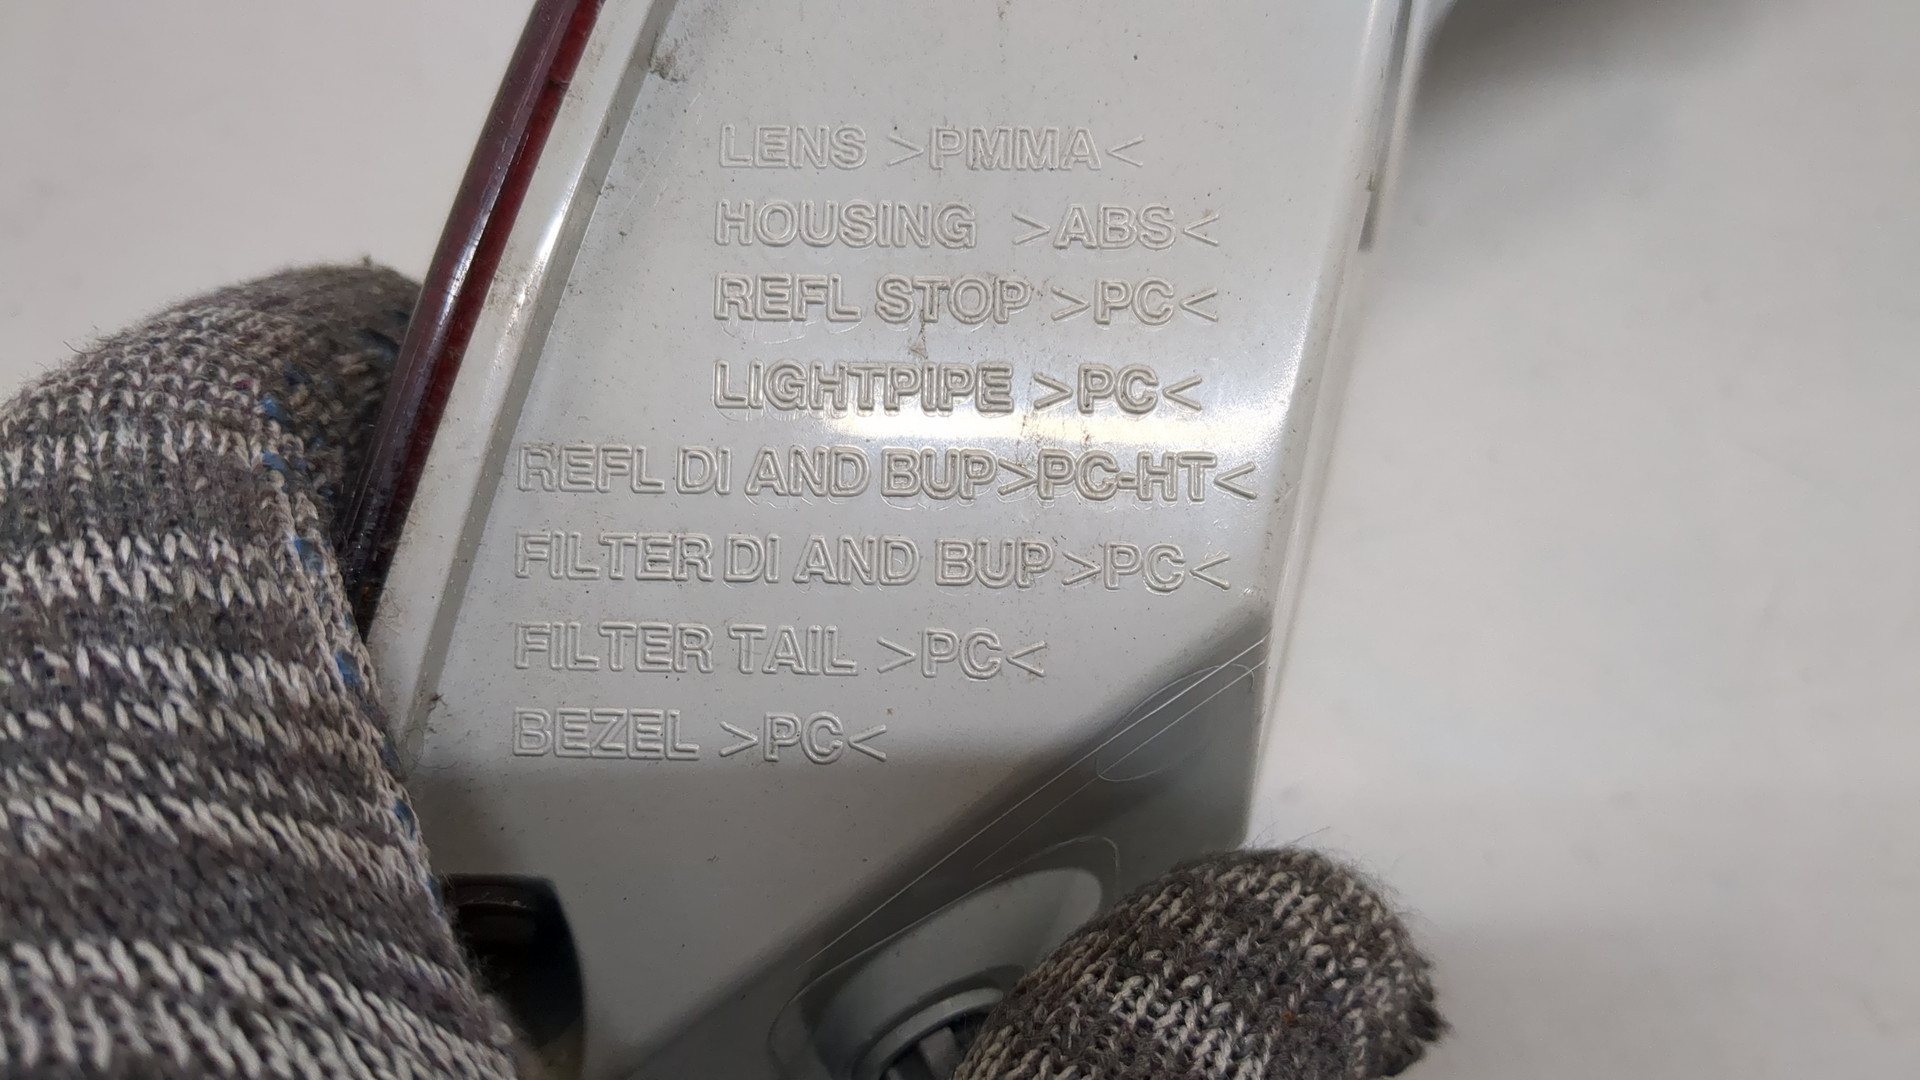 LENS >PMMA<
HOUSING >ABS<
REFL STOP >PC<
LIGHTPIPE >PC<
REFL DI AND BUP>PC-HT<
FILTER DI AND BUP>PC<
FILTER TAIL >PC<
BEZEL >PC<